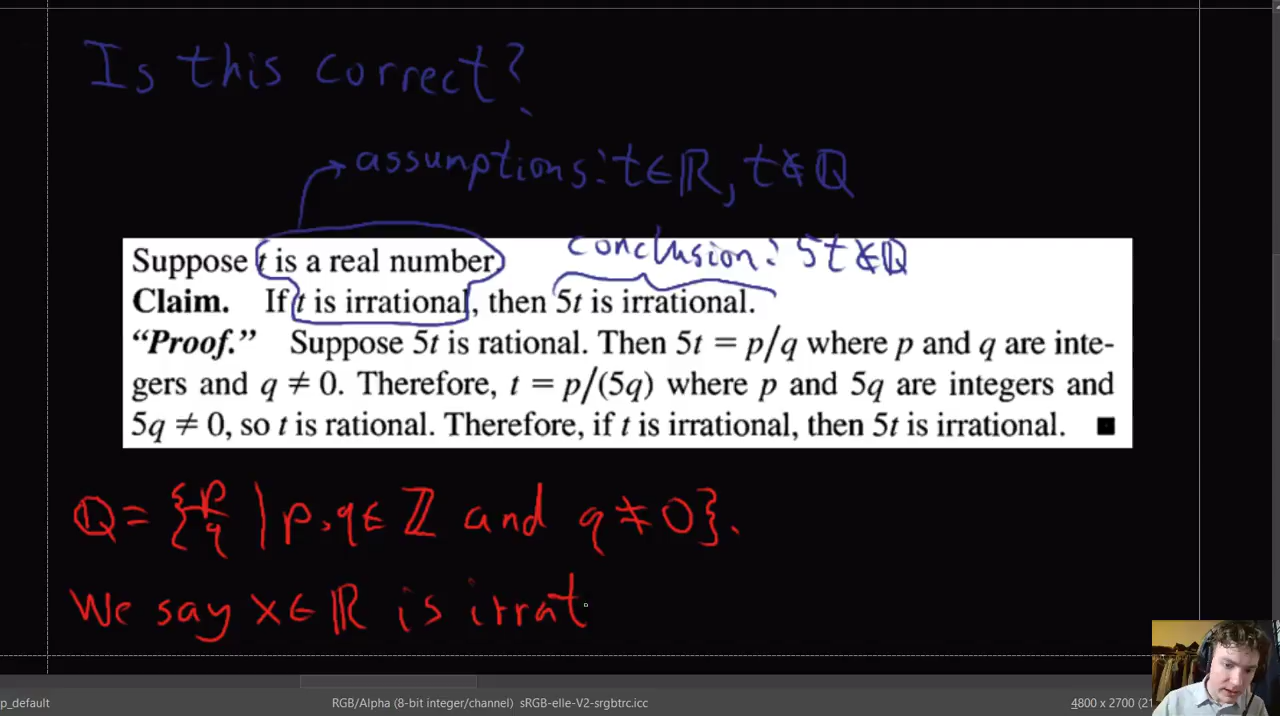 Is this correct?
assumptions: t∈ℝ, t∉ℚ
conclusion: 5t∉ℚ
Suppose t is a real number
Claim. If t is irrational, then 5t is irrational.
“Proof.” Suppose 5t is rational. Then 5t = p/q where p and q are inte-
gers and q ≠ 0. Therefore, t = p/(5q) where p and 5q are integers and
5q ≠ 0, so t is rational. Therefore, if t is irrational, then 5t is irrational. ■
ℚ = {p/q | p,q ∈ ℤ and q ≠ 0}.
We say x∈ℝ is irrat
p_default
RGB/Alpha (8-bit integer/channel) sRGB-elle-V2-srgbtrc.icc
4800 x 2700 (21